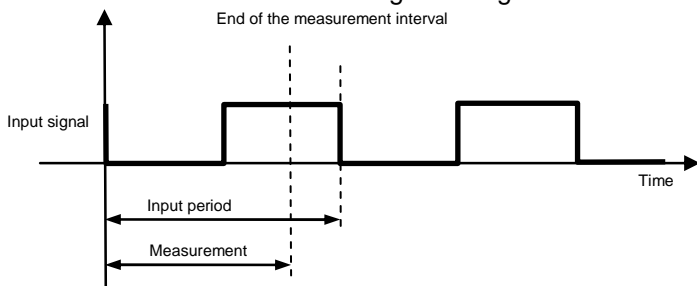 End of the measurement interval
Input signal
Time
Input period
Measurement